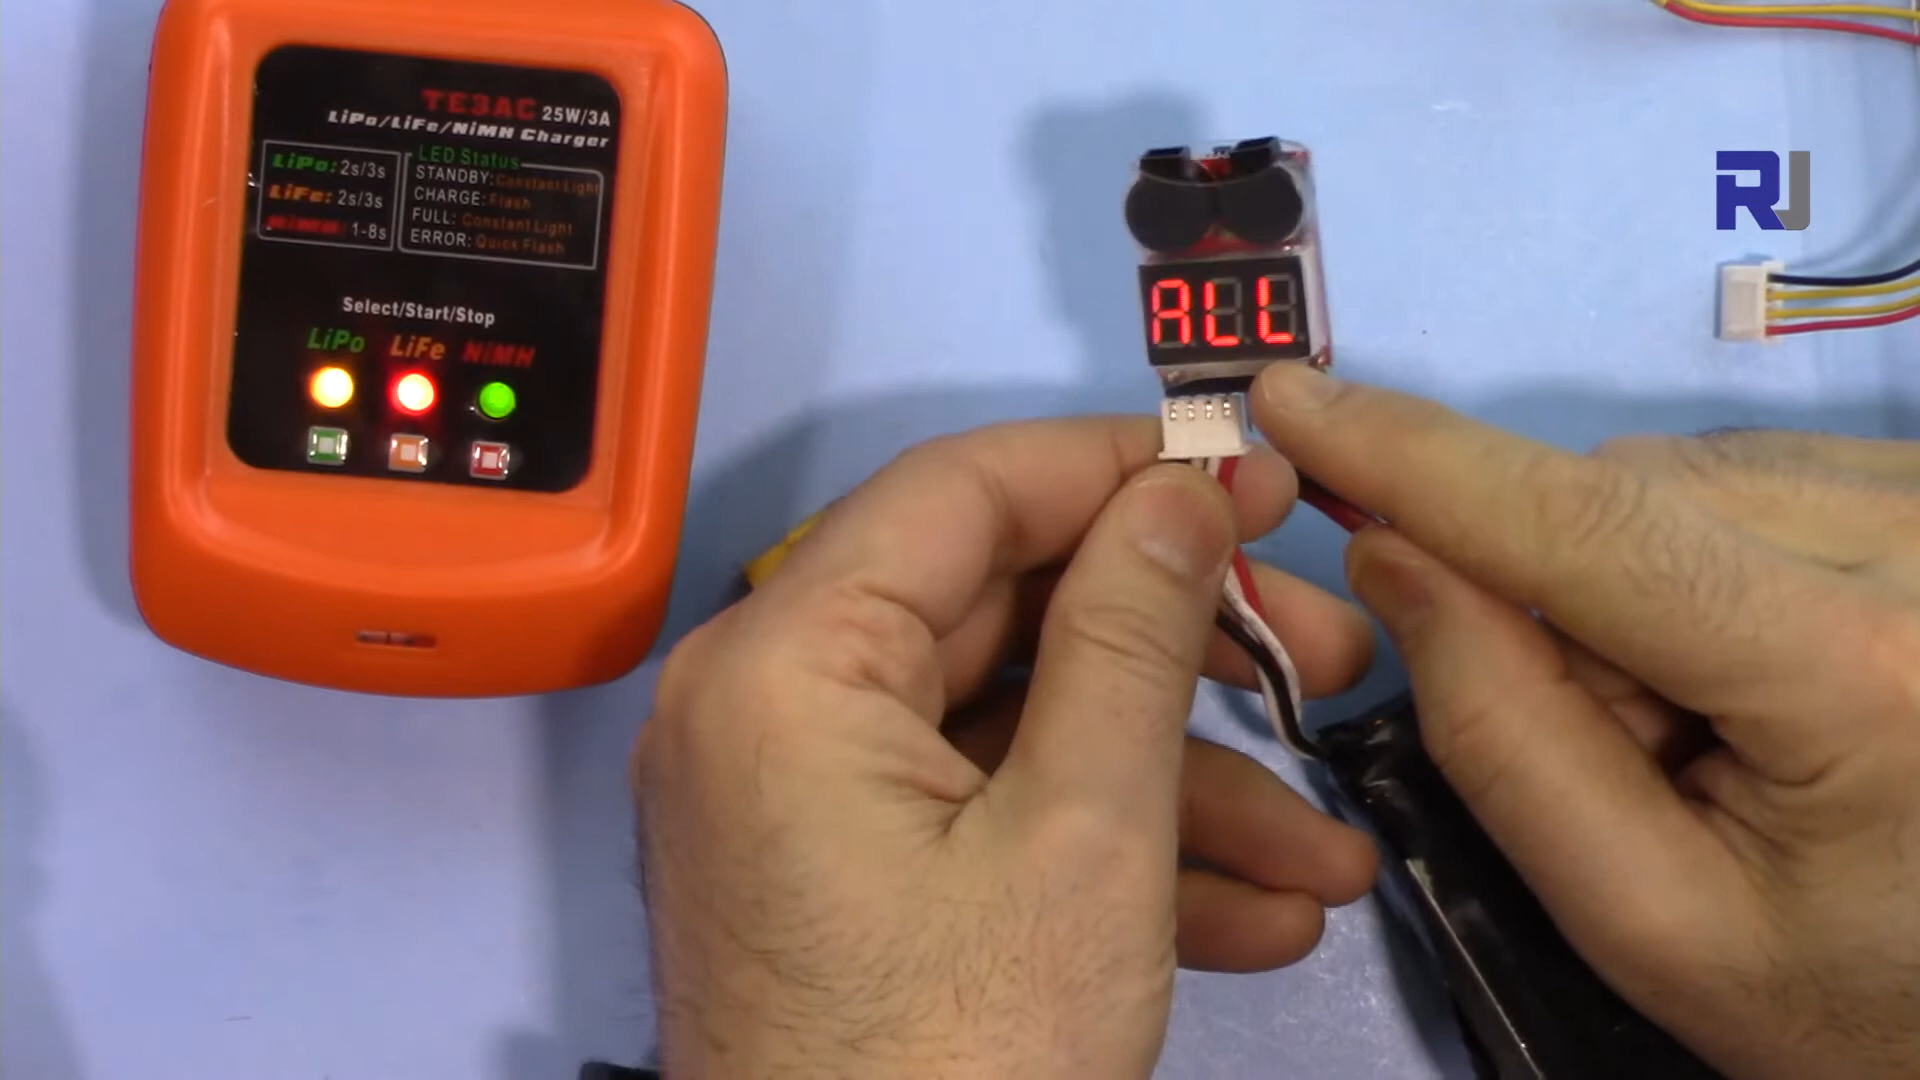 TE3AC 25W/3A
LiPo/LiFe/NiMH Charger
LiPo: 2s/3s
LiFe: 2s/3s
NiMH: 1-8s
LED Status
STANDBY: Constant Light
CHARGE: Flash
FULL: Constant Light
ERROR: Quick Flash
Select/Start/Stop
LiPo LiFe NiMH
ALL
RJ